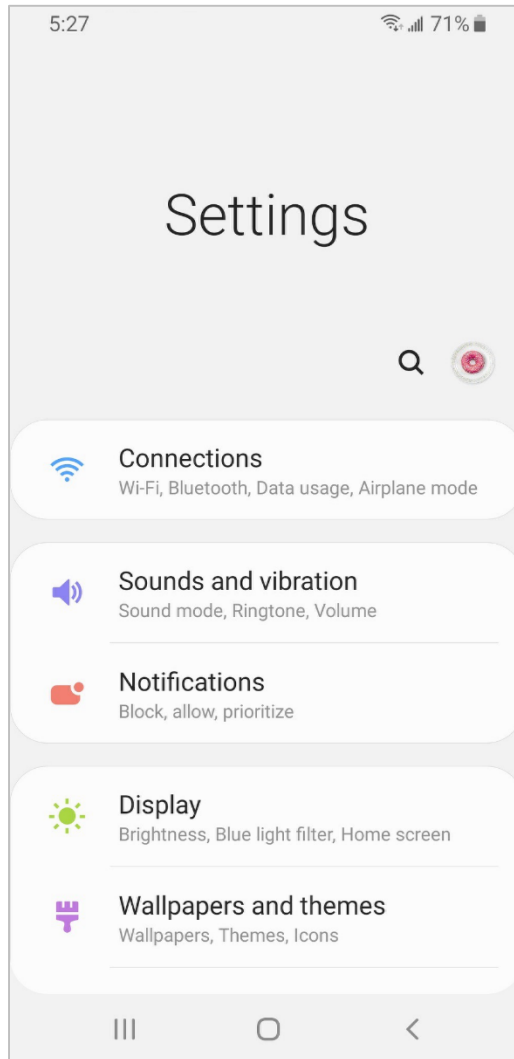 5:27 71%
Settings
Connections
Wi-Fi, Bluetooth, Data usage, Airplane mode
Sounds and vibration
Sound mode, Ringtone, Volume
Notifications
Block, allow, prioritize
Display
Brightness, Blue light filter, Home screen
Wallpapers and themes
Wallpapers, Themes, Icons